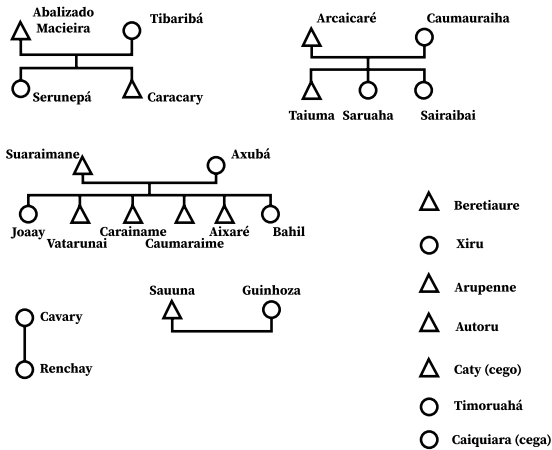 Abalizado
Macieira
Tibaribá
Serunepá
Caracary
Arcaicaré
Caumauraiha
Taiuma
Saruaha
Sairaibai
Suaraimane
Axubá
Joaay
Vatarunai
Carainame
Caumaraime
Aixaré
Bahil
Cavary
Renchay
Sauuna
Guinhoza
Beretiaure
Xiru
Arupenne
Autoru
Caty (cego)
Timoruahá
Caiquiara (cega)